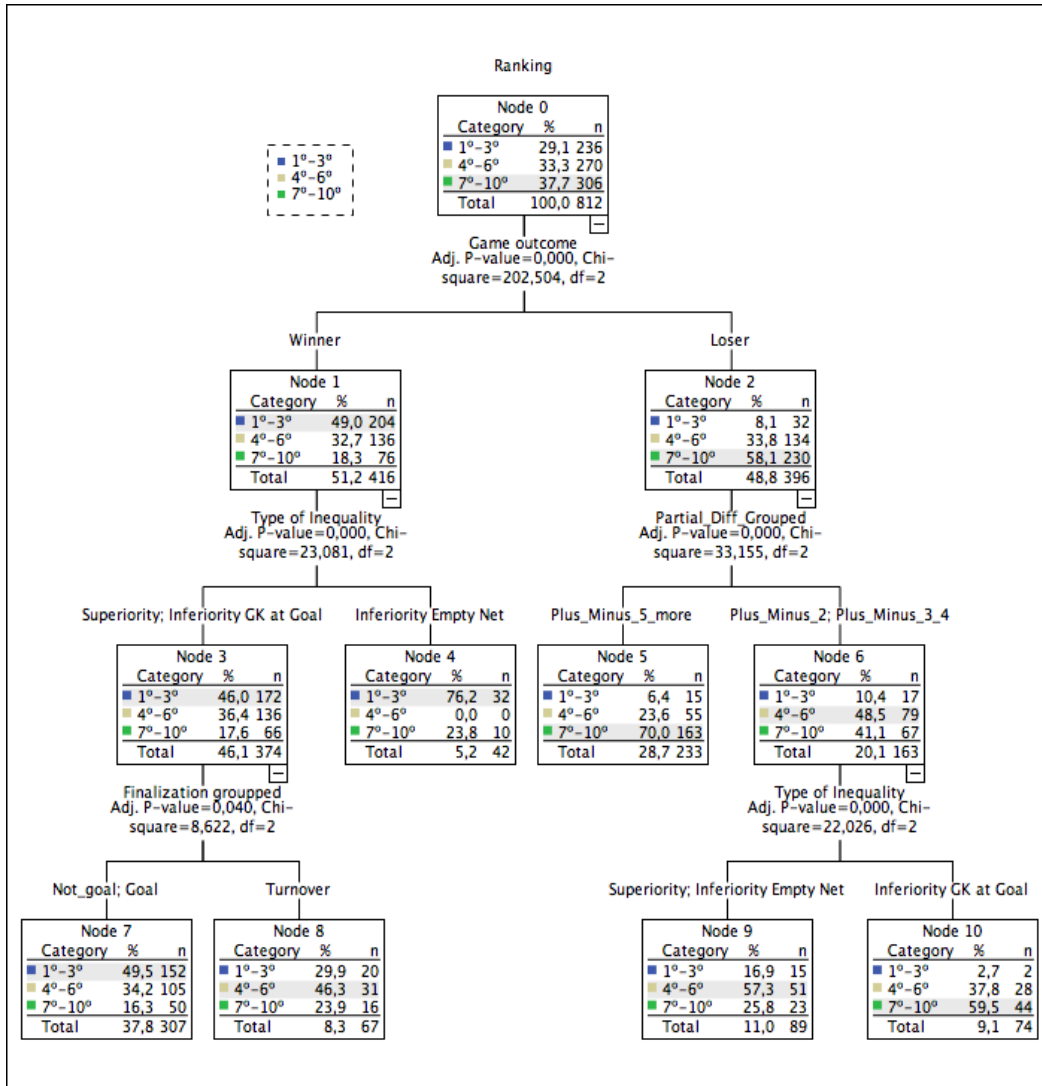 Ranking
Node 0
Category % n
1º-3º 29,1 236
4º-6º 33,3 270
7º-10º 37,7 306
Total 100,0 812
1º-3º
4º-6º
7º-10º
Game outcome
Adj. P-value=0,000, Chi-
square=202,504, df=2
Winner
Loser
Node 1
Category % n
1º-3º 49,0 204
4º-6º 32,7 136
7º-10º 18,3 76
Total 51,2 416
Node 2
Category % n
1º-3º 8,1 32
4º-6º 33,8 134
7º-10º 58,1 230
Total 48,8 396
Type of Inequality
Adj. P-value=0,000, Chi-
square=23,081, df=2
Partial_Diff_Grouped
Adj. P-value=0,000, Chi-
square=33,155, df=2
Superiority; Inferiority GK at Goal
Inferiority Empty Net
Plus_Minus_5_more
Plus_Minus_2; Plus_Minus_3_4
Node 3
Category % n
1º-3º 46,0 172
4º-6º 36,4 136
7º-10º 17,6 66
Total 46,1 374
Node 4
Category % n
1º-3º 76,2 32
4º-6º 0,0 0
7º-10º 23,8 10
Total 5,2 42
Node 5
Category % n
1º-3º 6,4 15
4º-6º 23,6 55
7º-10º 70,0 163
Total 28,7 233
Node 6
Category % n
1º-3º 10,4 17
4º-6º 48,5 79
7º-10º 41,1 67
Total 20,1 163
Finalization groupped
Adj. P-value=0,040, Chi-
square=8,622, df=2
Type of Inequality
Adj. P-value=0,000, Chi-
square=22,026, df=2
Not_goal; Goal
Turnover
Superiority; Inferiority Empty Net
Inferiority GK at Goal
Node 7
Category % n
1º-3º 49,5 152
4º-6º 34,2 105
7º-10º 16,3 50
Total 37,8 307
Node 8
Category % n
1º-3º 29,9 20
4º-6º 46,3 31
7º-10º 23,9 16
Total 8,3 67
Node 9
Category % n
1º-3º 16,9 15
4º-6º 57,3 51
7º-10º 25,8 23
Total 11,0 89
Node 10
Category % n
1º-3º 2,7 2
4º-6º 37,8 28
7º-10º 59,5 44
Total 9,1 74